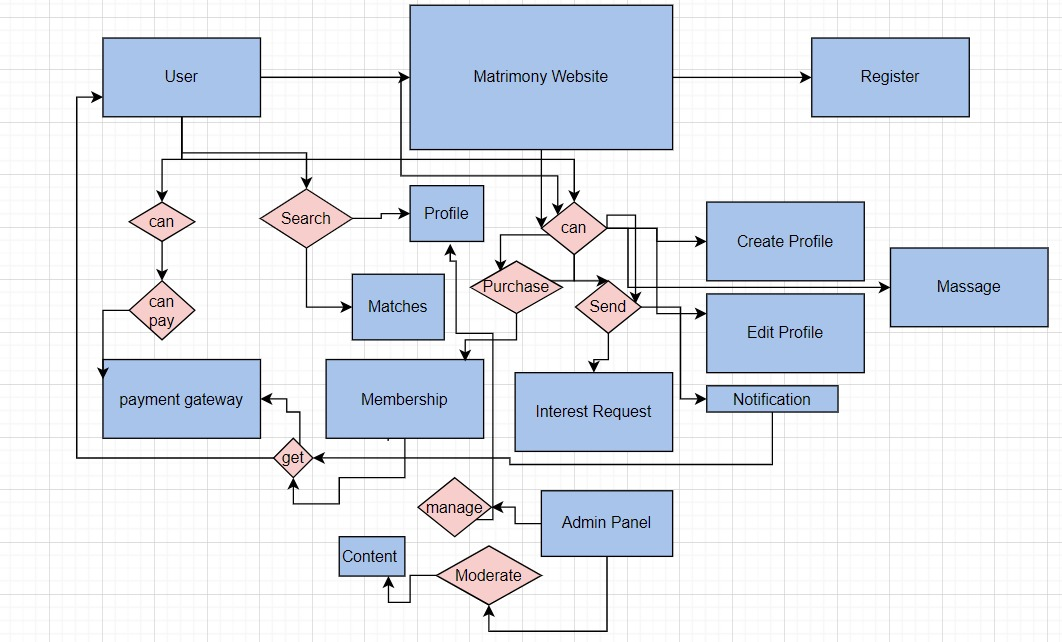 User
Matrimony Website
Register
can
Search
Profile
can
Create Profile
Massage
Purchase
Send
can
pay
Matches
Edit Profile
payment gateway
Membership
Interest Request
Notification
get
manage
Admin Panel
Content
Moderate